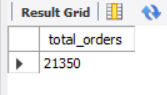 Result Grid
total_orders
21350